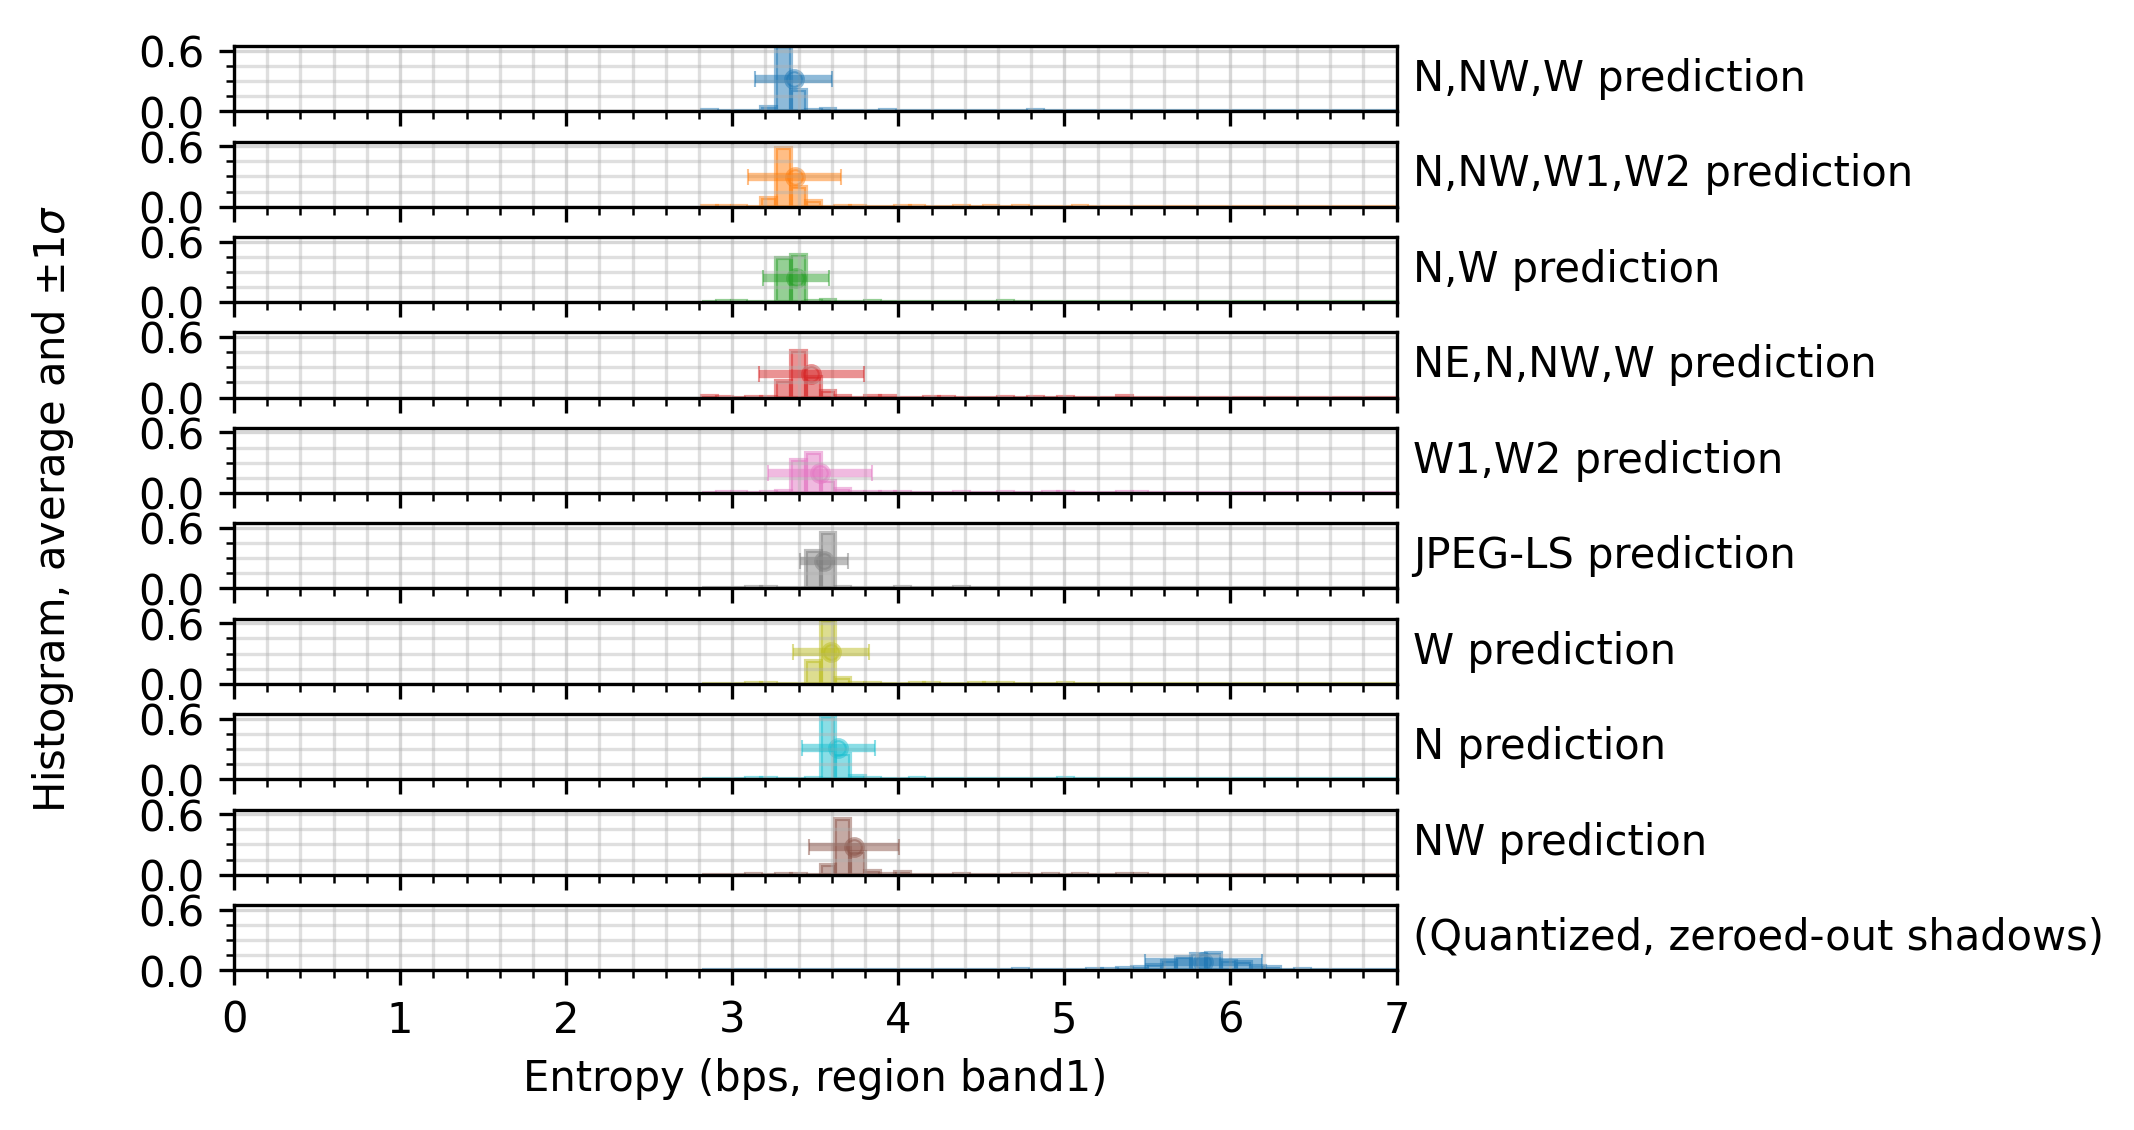 Histogram, average and ±1σ
0.6
0.0
N,NW,W prediction
0.6
0.0
N,NW,W1,W2 prediction
0.6
0.0
N,W prediction
0.6
0.0
NE,N,NW,W prediction
0.6
0.0
W1,W2 prediction
0.6
0.0
JPEG-LS prediction
0.6
0.0
W prediction
0.6
0.0
N prediction
0.6
0.0
NW prediction
0.6
0.0
(Quantized, zeroed-out shadows)
0 1 2 3 4 5 6 7
Entropy (bps, region band1)